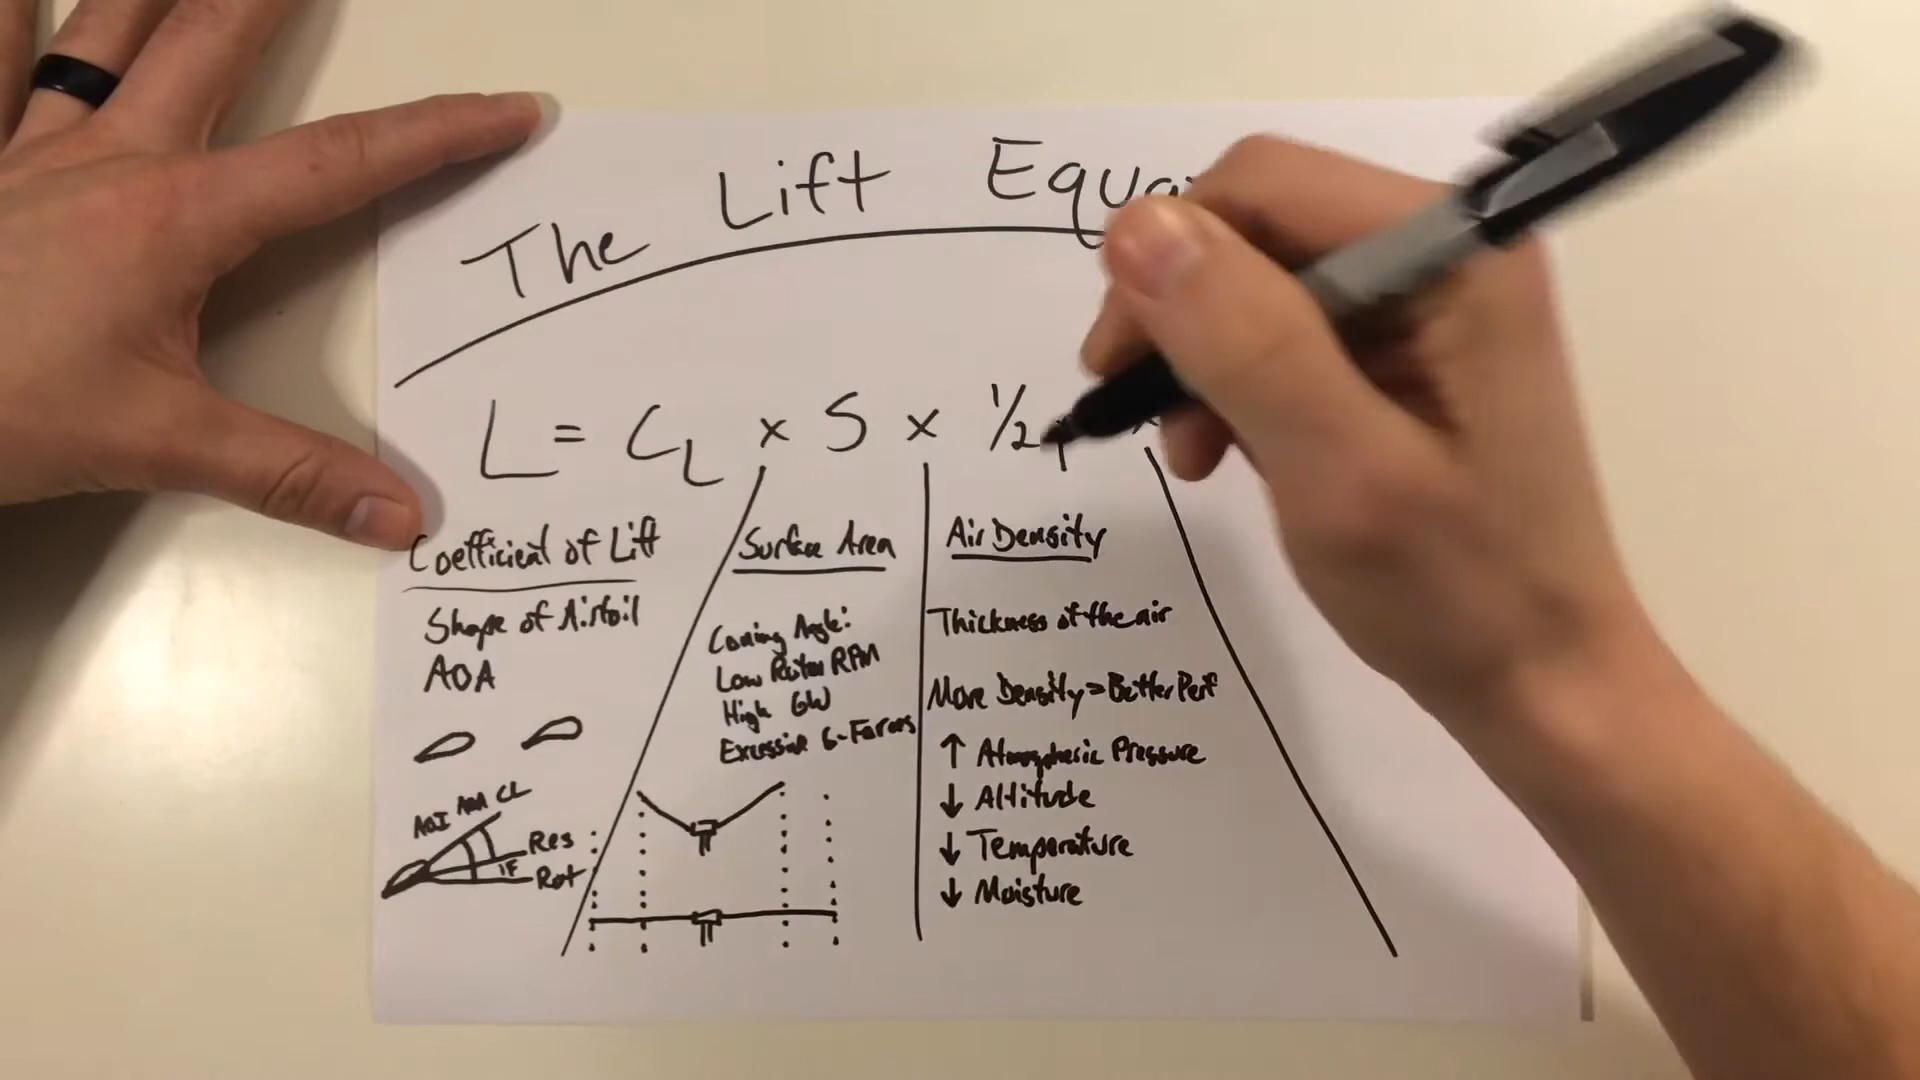 The Lift Equa
L = CL × S × 1/2ρ ×
Coefficient of Lift
Shape of Airfoil
AOA
AOI AOA CL
Res
IF
Rot
Surface Area
Coning Angle:
Low Rotor RPM
High GW
Excessive G-Forces
Air Density
Thickness of the air
More Density = Better Perf
↑ Atmospheric Pressure
↓ Altitude
↓ Temperature
↓ Moisture